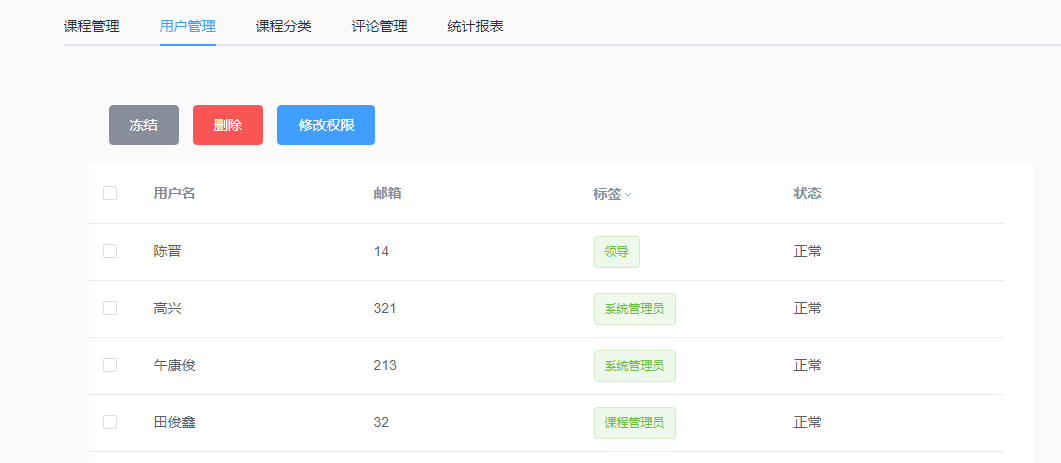 课程管理 用户管理 课程分类 评论管理 统计报表
冻结 删除 修改权限
用户名 邮箱 标签 状态
陈晋 14 领导 正常
高兴 321 系统管理员 正常
午康俊 213 系统管理员 正常
田俊鑫 32 课程管理员 正常